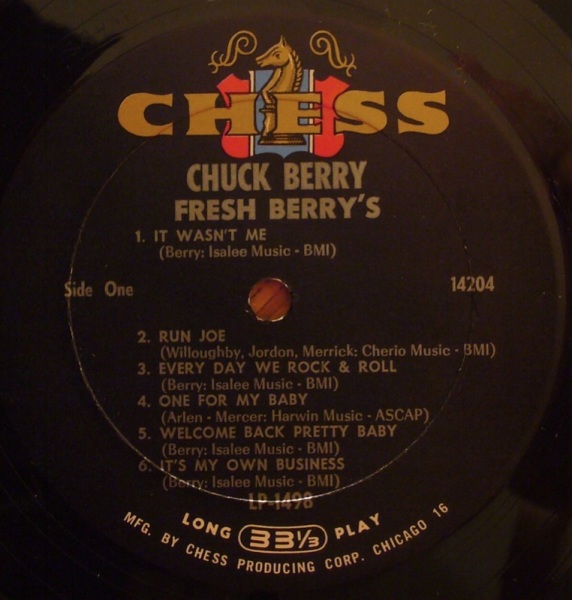 CHESS
CHUCK BERRY
FRESH BERRY'S
1. IT WASN'T ME
(Berry: Isalee Music - BMI)
Side One
14204
2. RUN JOE
(Willoughby, Jordon, Merrick: Cherio Music - BMI)
3. EVERY DAY WE ROCK & ROLL
(Berry: Isalee Music - BMI)
4. ONE FOR MY BABY
(Arlen - Mercer: Harwin Music - ASCAP)
5. WELCOME BACK PRETTY BABY
(Berry: Isalee Music - BMI)
6. IT'S MY OWN BUSINESS
(Berry: Isalee Music - BMI)
LP-1498
LONG 33 1/3 PLAY
MFG. BY CHESS PRODUCING CORP. CHICAGO 16